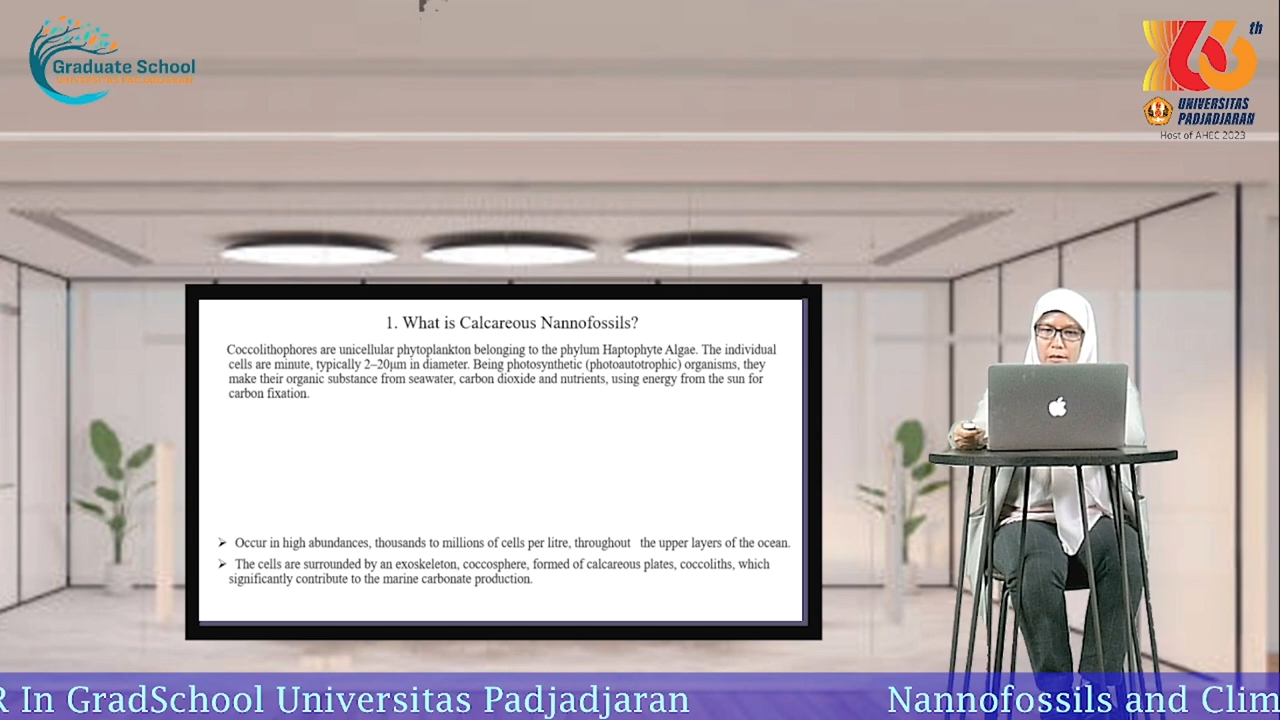 Graduate School
UNIVERSITAS PADJADJARAN
66th
UNIVERSITAS
PADJADJARAN
Host of AHEC 2023
1. What is Calcareous Nannofossils?
Coccolithophores are unicellular phytoplankton belonging to the phylum Haptophyte Algae. The individual
cells are minute, typically 2–20μm in diameter. Being photosynthetic (photoautotrophic) organisms, they
make their organic substance from seawater, carbon dioxide and nutrients, using energy from the sun for
carbon fixation.
➢ Occur in high abundances, thousands to millions of cells per litre, throughout the upper layers of the ocean.
➢ The cells are surrounded by an exoskeleton, coccosphere, formed of calcareous plates, coccoliths, which
significantly contribute to the marine carbonate production.
R In GradSchool Universitas Padjadjaran Nannofossils and Clim